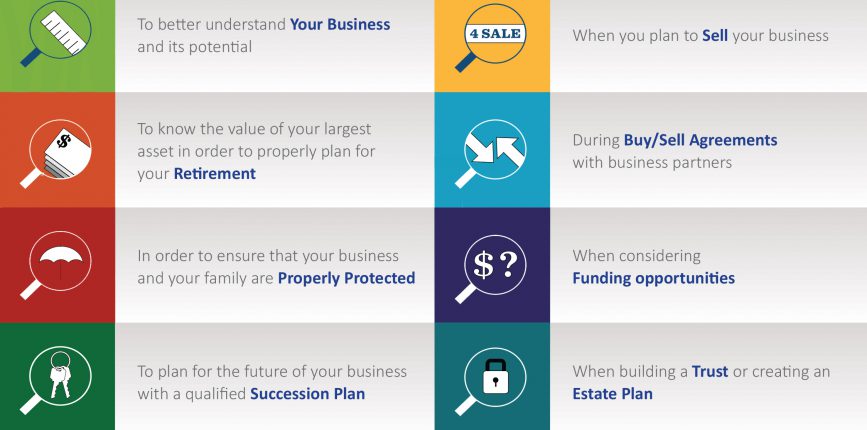 To better understand Your Business
and its potential
4 SALE
When you plan to Sell your business
$
To know the value of your largest
asset in order to properly plan for
your Retirement
During Buy/Sell Agreements
with business partners
In order to ensure that your business
and your family are Properly Protected
$ ?
When considering
Funding opportunities
To plan for the future of your business
with a qualified Succession Plan
When building a Trust or creating an
Estate Plan